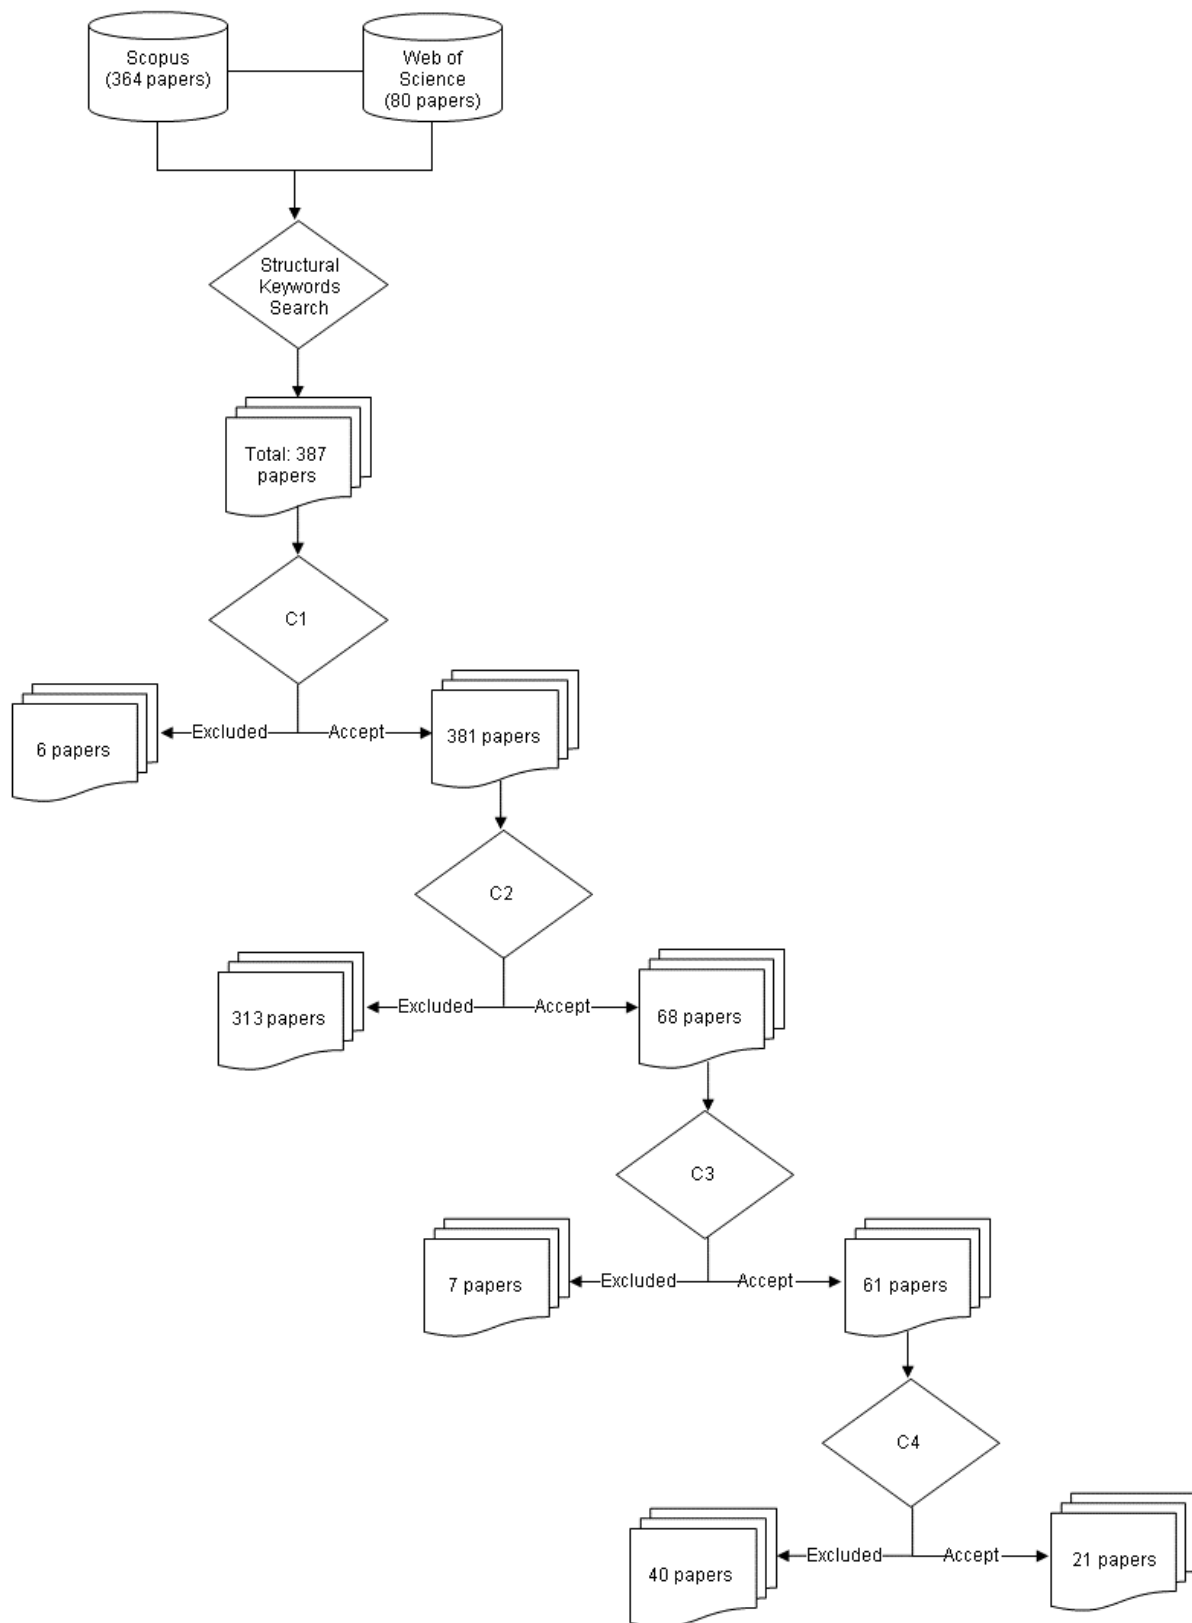 Scopus
(364 papers)
Web of
Science
(80 papers)
Structural
Keywords
Search
Total: 387
papers
C1
Excluded
Accept
6 papers
381 papers
C2
Excluded
Accept
313 papers
68 papers
C3
Excluded
Accept
7 papers
61 papers
C4
Excluded
Accept
40 papers
21 papers